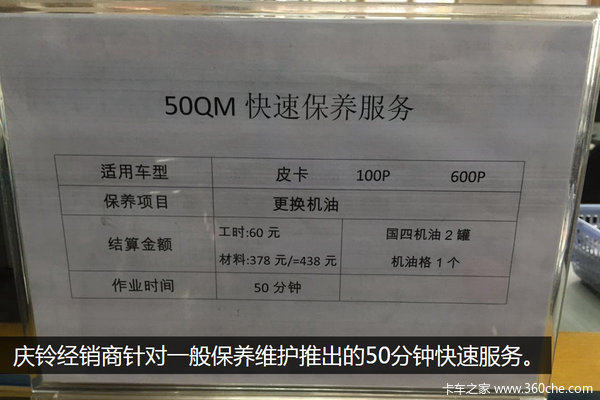 50QM 快速保养服务
适用车型 皮卡 100P 600P
保养项目 更换机油
结算金额 工时:60 元 国四机油 2 罐
材料:378 元/=438 元 机油格 1 个
作业时间 50 分钟
庆铃经销商针对一般保养维护推出的50分钟快速服务。
卡车之家 www.360che.com